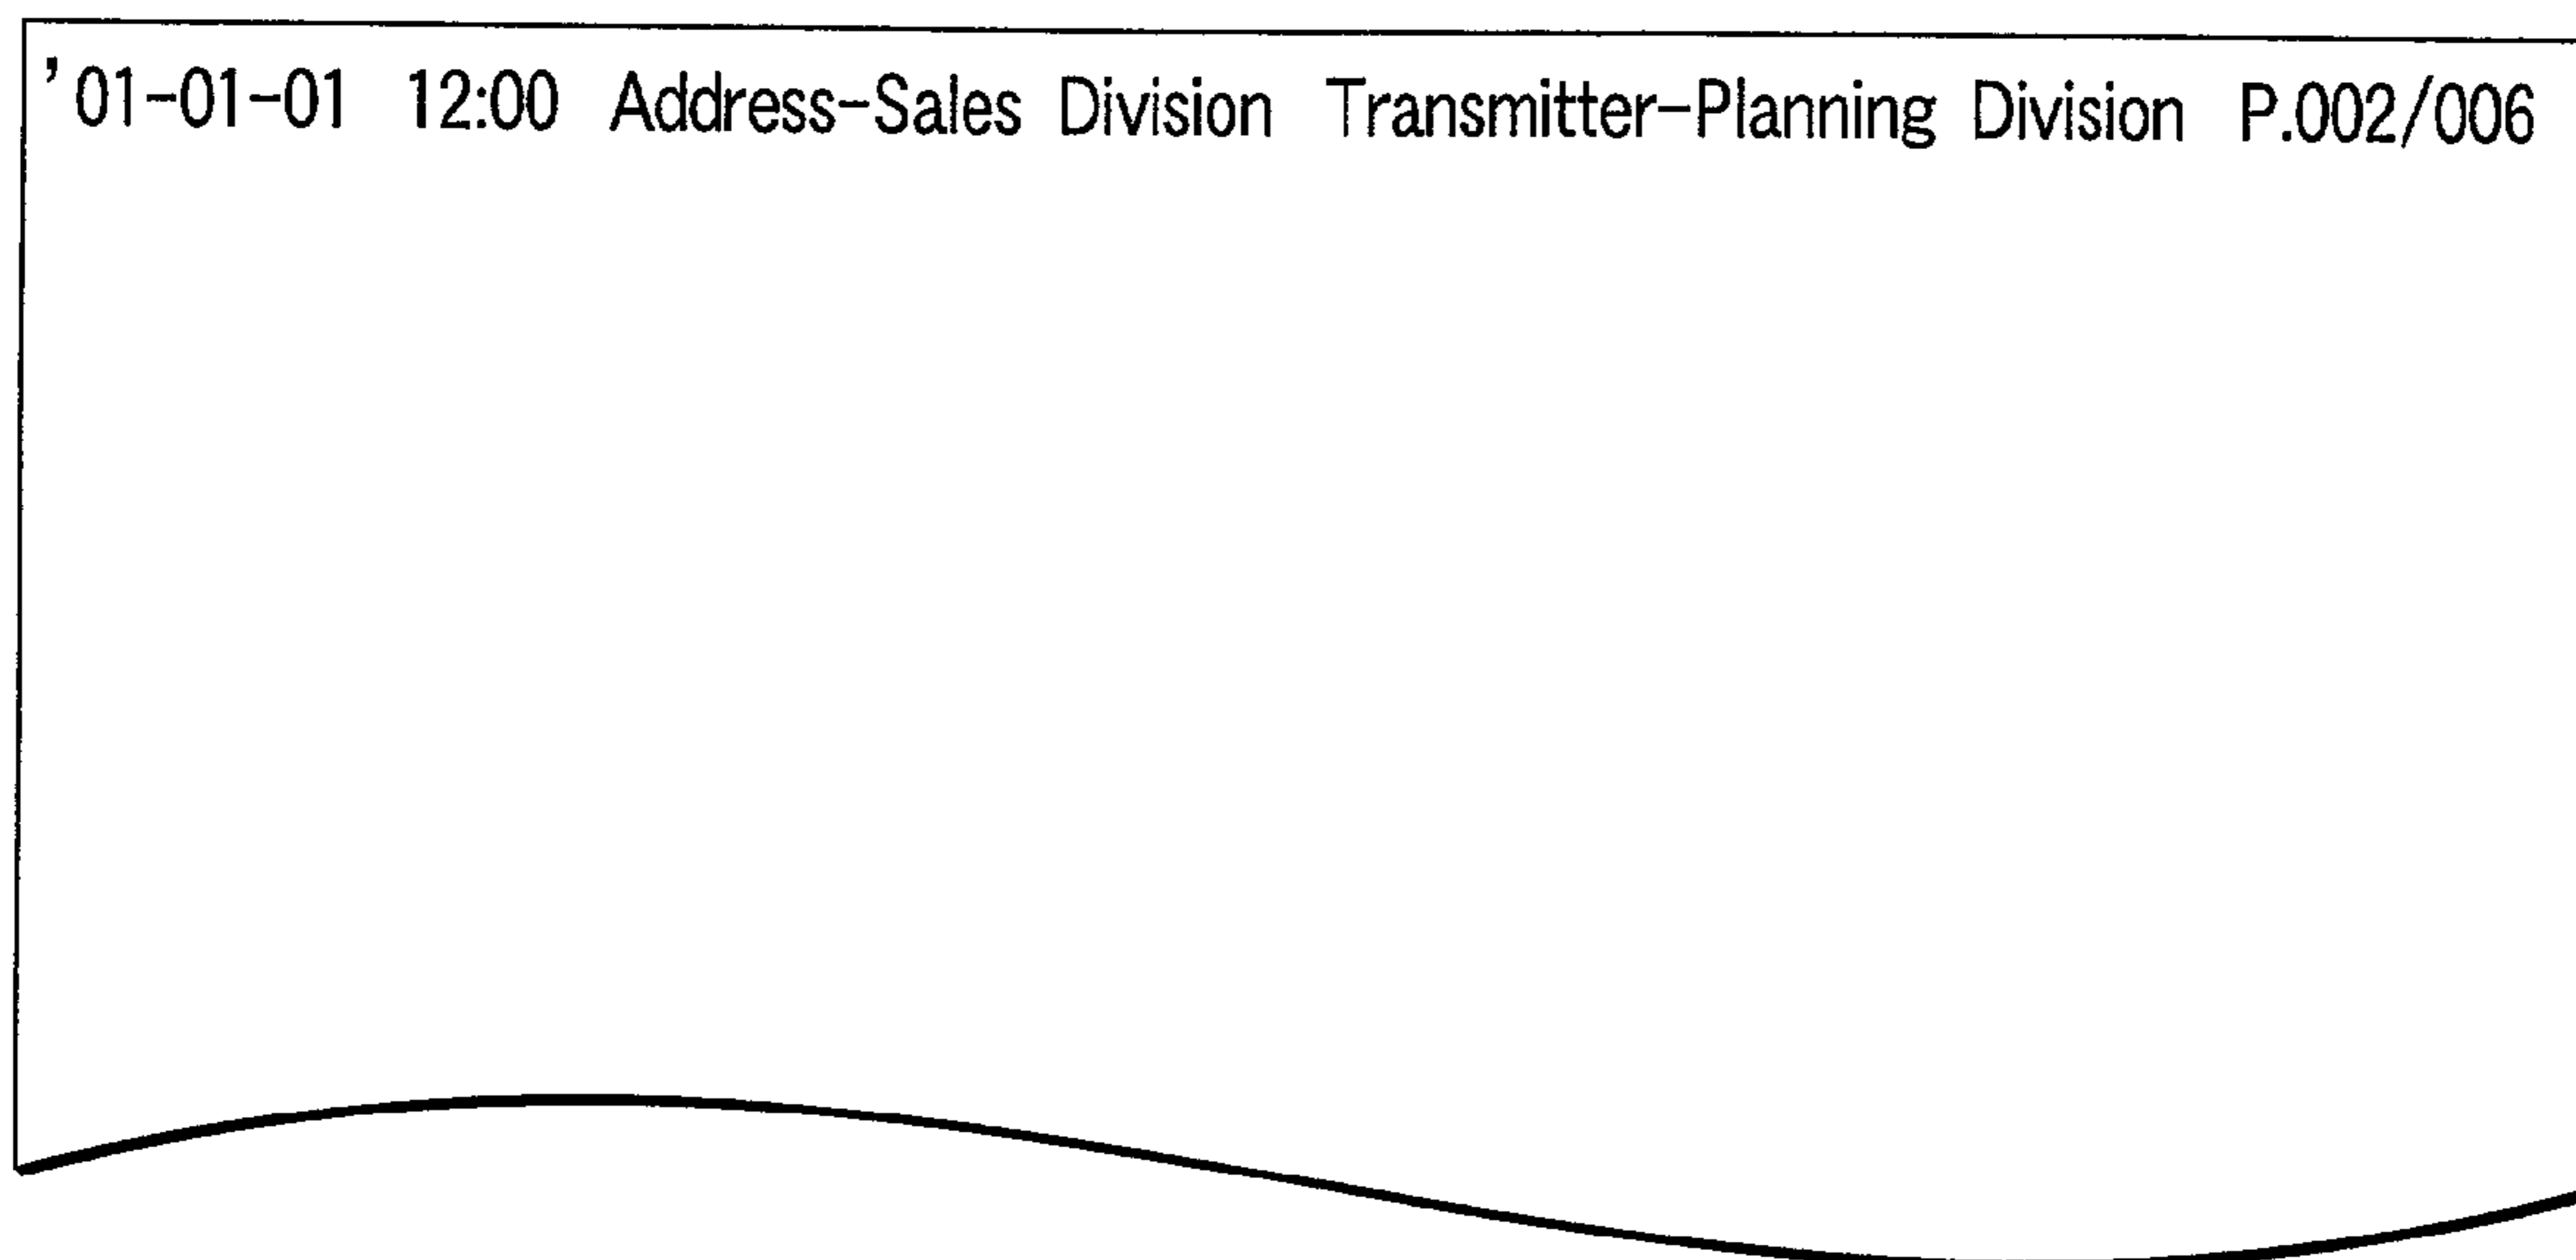 ’01-01-01 12:00 Address-Sales Division Transmitter-Planning Division P.002/006